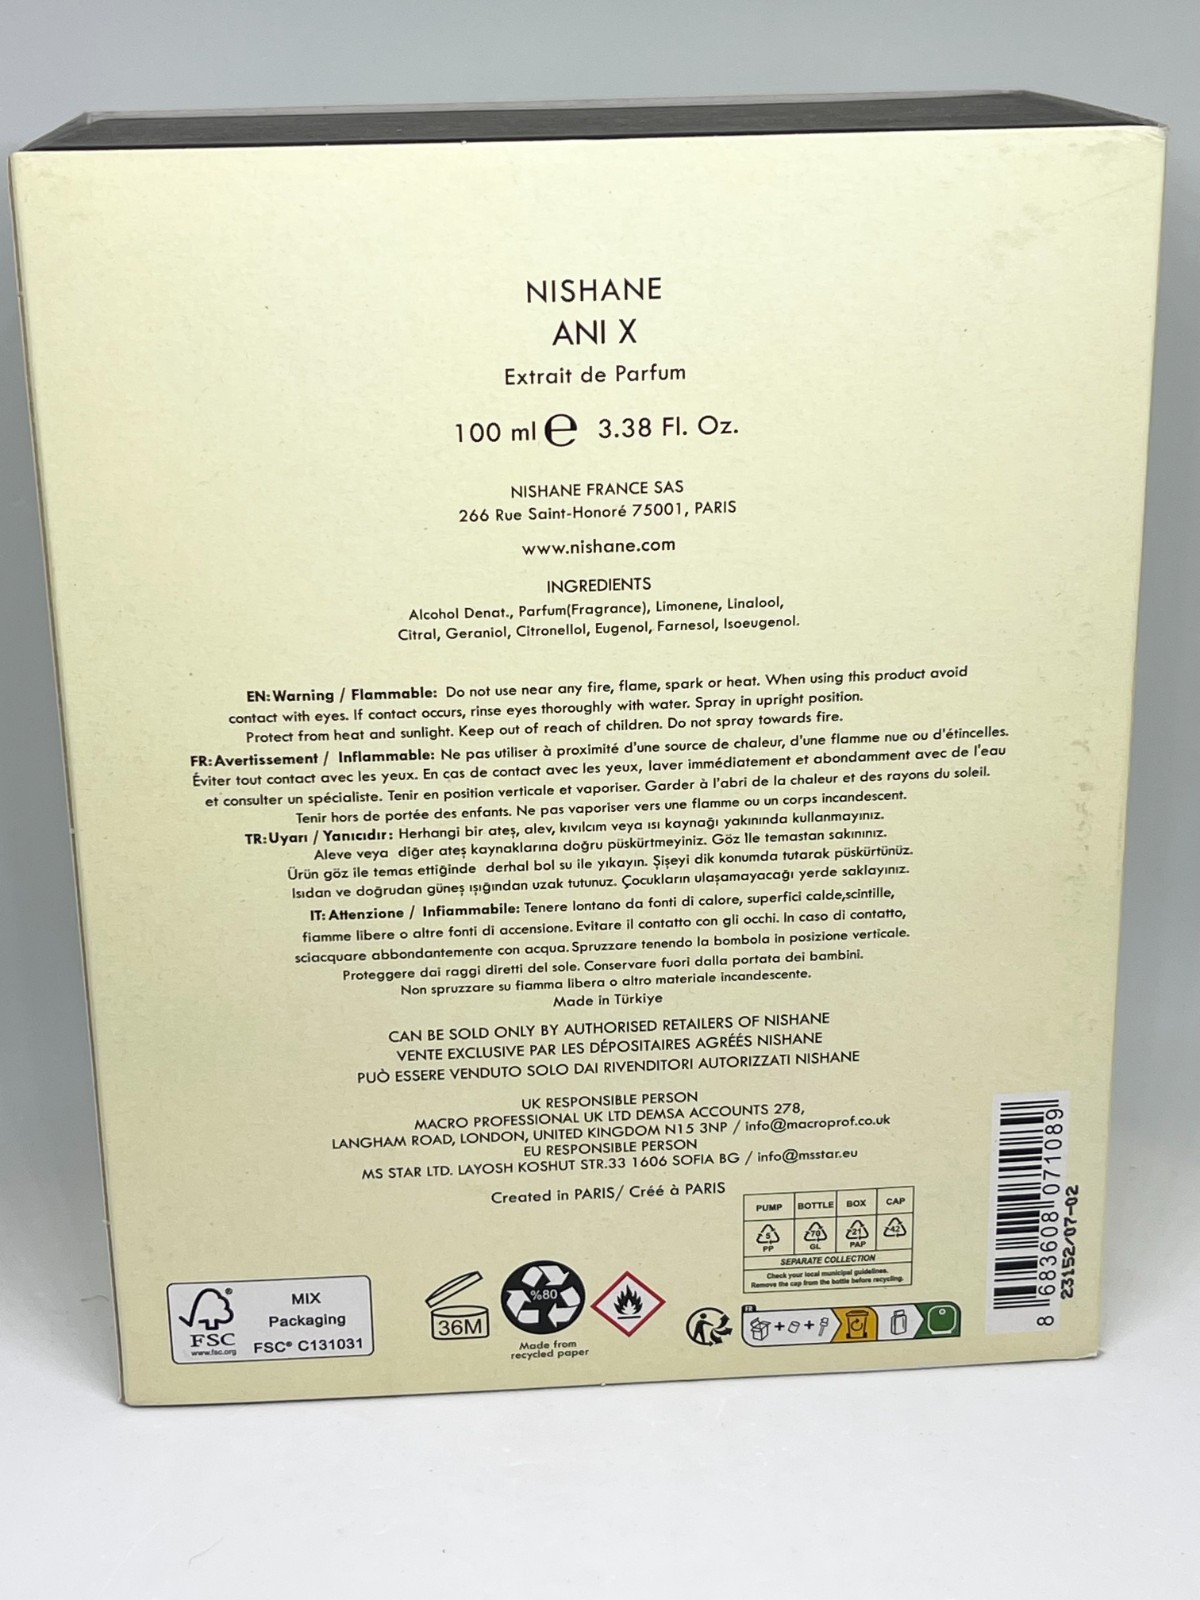 NISHANE
ANI X
Extrait de Parfum
100 ml ℮ 3.38 Fl. Oz.
NISHANE FRANCE SAS
266 Rue Saint-Honoré 75001, PARIS
www.nishane.com
INGREDIENTS
Alcohol Denat., Parfum(Fragrance), Limonene, Linalool,
Citral, Geraniol, Citronellol, Eugenol, Farnesol, Isoeugenol.
EN: Warning / Flammable: Do not use near any fire, flame, spark or heat. When using this product avoid
contact with eyes. If contact occurs, rinse eyes thoroughly with water. Spray in upright position.
Protect from heat and sunlight. Keep out of reach of children. Do not spray towards fire.
FR: Avertissement / Inflammable: Ne pas utiliser à proximité d'une source de chaleur, d'une flamme nue ou d'étincelles.
Éviter tout contact avec les yeux. En cas de contact avec les yeux, laver immédiatement et abondamment avec de l'eau
et consulter un spécialiste. Tenir en position verticale et vaporiser. Garder à l'abri de la chaleur et des rayons du soleil.
Tenir hors de portée des enfants. Ne pas vaporiser vers une flamme ou un corps incandescent.
TR: Uyarı / Yanıcıdır: Herhangi bir ateş, alev, kıvılcım veya ısı kaynağı yakınında kullanmayınız.
Aleve veya diğer ateş kaynaklarına doğru püskürtmeyiniz. Göz İle temastan sakınınız.
Ürün göz ile temas ettiğinde derhal bol su ile yıkayın. Şişeyi dik konumda tutarak püskürtünüz.
Isıdan ve doğrudan güneş ışığından uzak tutunuz. Çocukların ulaşamayacağı yerde saklayınız.
IT: Attenzione / Infiammabile: Tenere lontano da fonti di calore, superfici calde,scintille,
fiamme libere o altre fonti di accensione. Evitare il contatto con gli occhi. In caso di contatto,
sciacquare abbondantemente con acqua. Spruzzare tenendo la bombola in posizione verticale.
Proteggere dai raggi diretti del sole. Conservare fuori dalla portata dei bambini.
Non spruzzare su fiamma libera o altro materiale incandescente.
Made in Türkiye
CAN BE SOLD ONLY BY AUTHORISED RETAILERS OF NISHANE
VENTE EXCLUSIVE PAR LES DÉPOSITAIRES AGRÉÉS NISHANE
PUÒ ESSERE VENDUTO SOLO DAI RIVENDITORI AUTORIZZATI NISHANE
UK RESPONSIBLE PERSON
MACRO PROFESSIONAL UK LTD DEMSA ACCOUNTS 278,
LANGHAM ROAD, LONDON, UNITED KINGDOM N15 3NP / info@macroprof.co.uk
EU RESPONSIBLE PERSON
MS STAR LTD. LAYOSH KOSHUT STR.33 1606 SOFIA BG / info@msstar.eu
Created in PARIS/ Créé à PARIS
PUMP BOTTLE BOX CAP
5 70 21 42
PP GL PAP
SEPARATE COLLECTION
Check your local municipal guidelines.
Remove the cap from the bottle before recycling.
8 683608 071089
23152/07-02
FSC
www.fsc.org
MIX
Packaging
FSC® C131031
36M
%80
Made from
recycled paper
FR